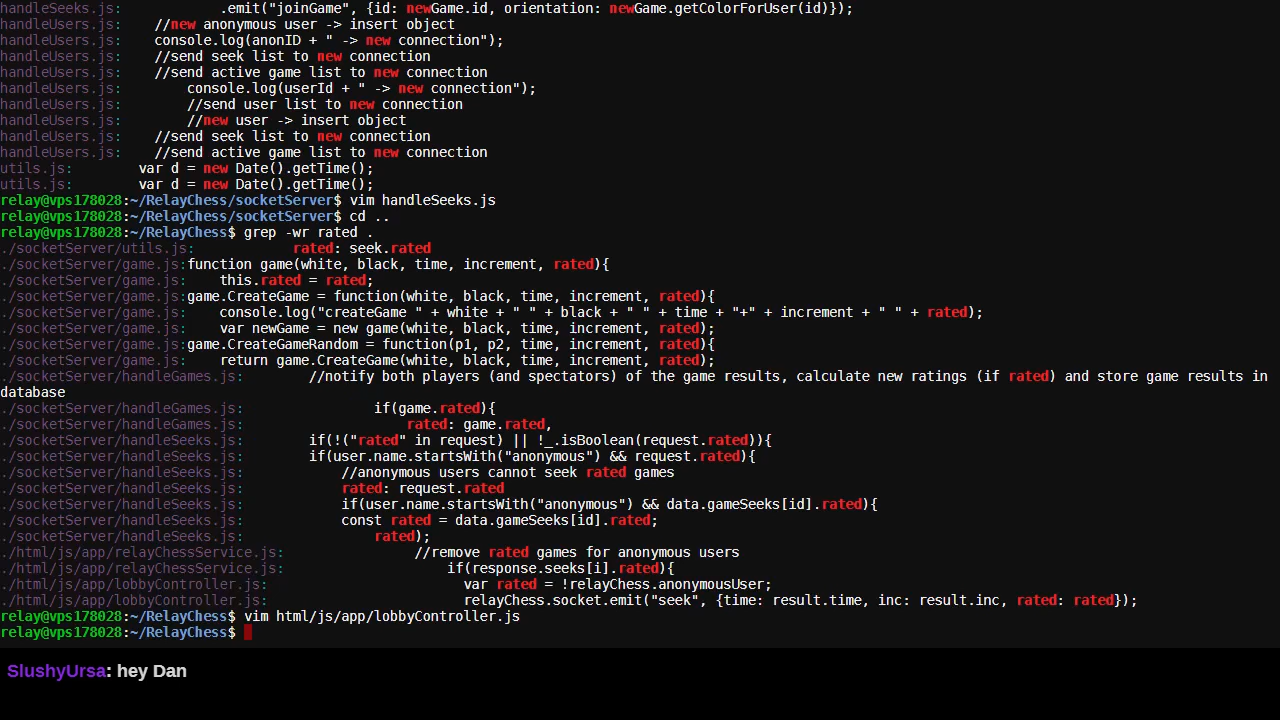 handleSeeks.js:            .emit("joinGame", {id: newGame.id, orientation: newGame.getColorForUser(id)});
handleUsers.js:    //new anonymous user -> insert object
handleUsers.js:    console.log(anonID + " -> new connection");
handleUsers.js:    //send seek list to new connection
handleUsers.js:    //send active game list to new connection
handleUsers.js:        console.log(userId + " -> new connection");
handleUsers.js:        //send user list to new connection
handleUsers.js:        //new user -> insert object
handleUsers.js:    //send seek list to new connection
handleUsers.js:    //send active game list to new connection
utils.js:        var d = new Date().getTime();
utils.js:        var d = new Date().getTime();
relay@vps178028:~/RelayChess/socketServer$ vim handleSeeks.js
relay@vps178028:~/RelayChess/socketServer$ cd ..
relay@vps178028:~/RelayChess$ grep -wr rated .
./socketServer/utils.js:            rated: seek.rated
./socketServer/game.js:function game(white, black, time, increment, rated){
./socketServer/game.js:    this.rated = rated;
./socketServer/game.js:game.CreateGame = function(white, black, time, increment, rated){
./socketServer/game.js:    console.log("createGame " + white + " " + black + " " + time + "+" + increment + " " + rated);
./socketServer/game.js:    var newGame = new game(white, black, time, increment, rated);
./socketServer/game.js:game.CreateGameRandom = function(p1, p2, time, increment, rated){
./socketServer/game.js:    return game.CreateGame(white, black, time, increment, rated);
./socketServer/handleGames.js:        //notify both players (and spectators) of the game results, calculate new ratings (if rated) and store game results in
database
./socketServer/handleGames.js:                if(game.rated){
./socketServer/handleGames.js:                    rated: game.rated,
./socketServer/handleSeeks.js:        if(!("rated" in request) || !_.isBoolean(request.rated)){
./socketServer/handleSeeks.js:        if(user.name.startsWith("anonymous") && request.rated){
./socketServer/handleSeeks.js:            //anonymous users cannot seek rated games
./socketServer/handleSeeks.js:            rated: request.rated
./socketServer/handleSeeks.js:            if(user.name.startsWith("anonymous") && data.gameSeeks[id].rated){
./socketServer/handleSeeks.js:            const rated = data.gameSeeks[id].rated;
./socketServer/handleSeeks.js:                rated);
./html/js/app/relayChessService.js:                //remove rated games for anonymous users
./html/js/app/relayChessService.js:                    if(response.seeks[i].rated){
./html/js/app/lobbyController.js:                        var rated = !relayChess.anonymousUser;
./html/js/app/lobbyController.js:                        relayChess.socket.emit("seek", {time: result.time, inc: result.inc, rated: rated});
relay@vps178028:~/RelayChess$ vim html/js/app/lobbyController.js
relay@vps178028:~/RelayChess$
SlushyUrsa: hey Dan